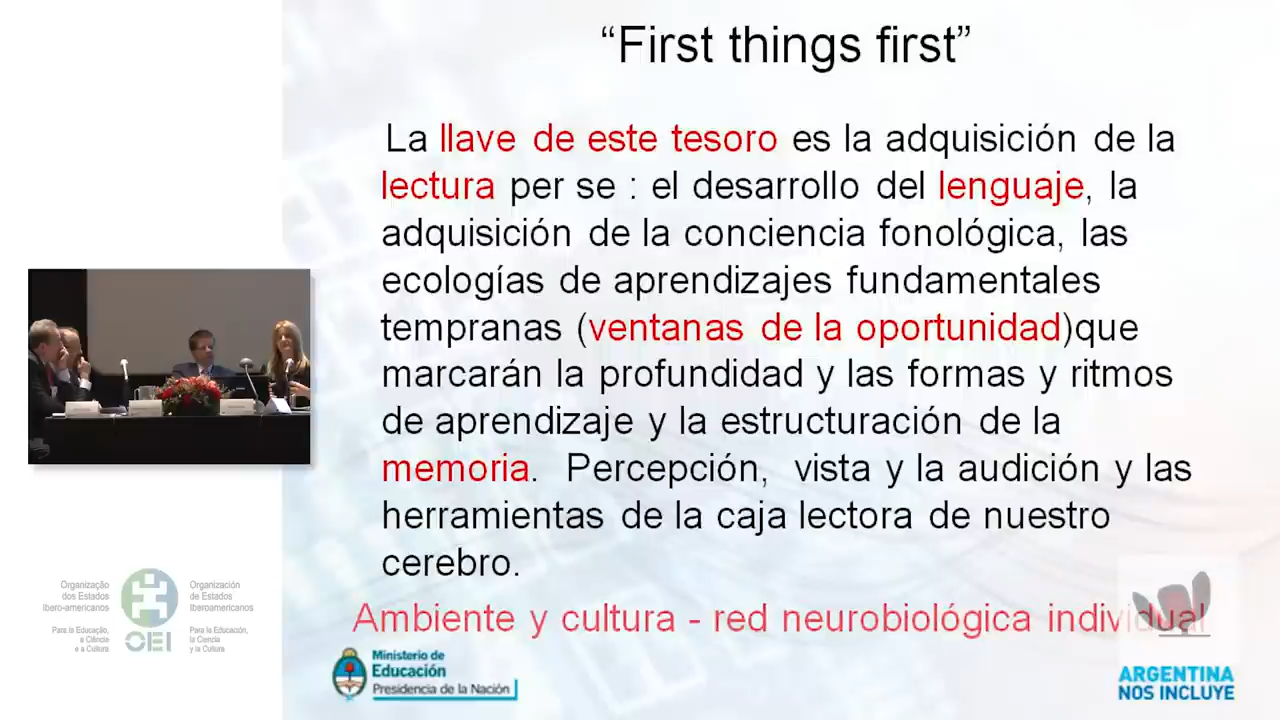 “First things first”
La llave de este tesoro es la adquisición de la
lectura per se : el desarrollo del lenguaje, la
adquisición de la conciencia fonológica, las
ecologías de aprendizajes fundamentales
tempranas (ventanas de la oportunidad)que
marcarán la profundidad y las formas y ritmos
de aprendizaje y la estructuración de la
memoria. Percepción, vista y la audición y las
herramientas de la caja lectora de nuestro
cerebro.
Ambiente y cultura - red neurobiológica individual
Organização
dos Estados
Ibero-americanos
Para la Educação,
a Ciência
e a Cultura
OEI
Organización
de Estados
Iberoamericanos
Para la Educación,
la Ciencia
y la Cultura
Ministerio de
Educación
Presidencia de la Nación
ARGENTINA
NOS INCLUYE